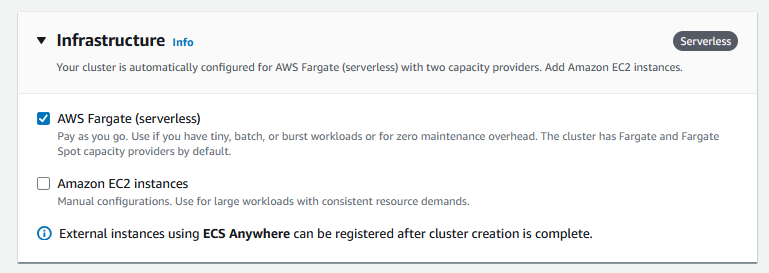 Infrastructure Info Serverless
Your cluster is automatically configured for AWS Fargate (serverless) with two capacity providers. Add Amazon EC2 instances.
AWS Fargate (serverless)
Pay as you go. Use if you have tiny, batch, or burst workloads or for zero maintenance overhead. The cluster has Fargate and Fargate
Spot capacity providers by default.
Amazon EC2 instances
Manual configurations. Use for large workloads with consistent resource demands.
External instances using ECS Anywhere can be registered after cluster creation is complete.